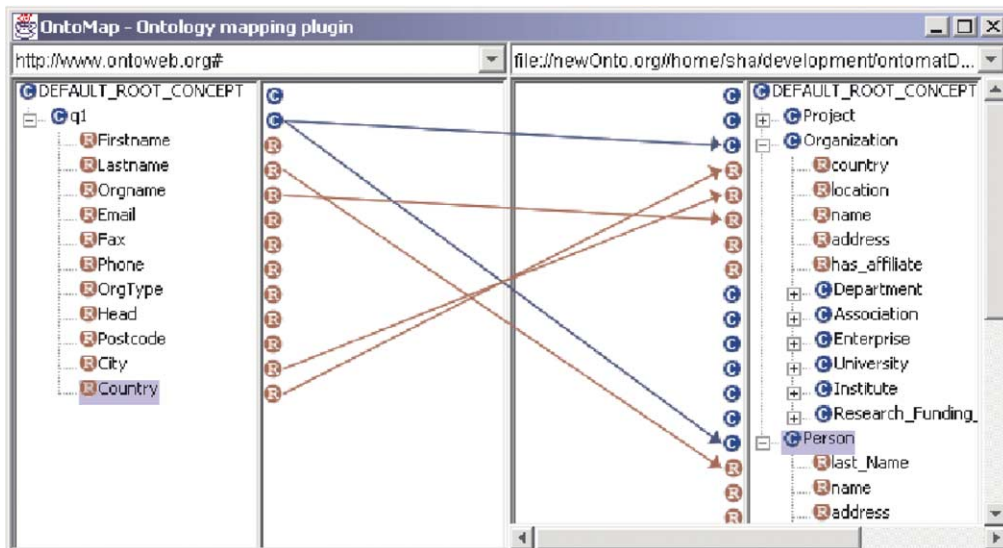 OntoMap - Ontology mapping plugin
http://www.ontoweb.org#
file://newOnto.org//home/sha/development/ontomatD...
DEFAULT_ROOT_CONCEPT
q1
Firstname
Lastname
Orgname
Email
Fax
Phone
OrgType
Head
Postcode
City
Country
C
C
R
R
R
R
R
R
R
R
R
R
R
C
C
C
R
R
R
R
R
C
C
C
C
C
C
C
R
R
R
DEFAULT_ROOT_CONCEPT
Project
Organization
country
location
name
address
has_affiliate
Department
Association
Enterprise
University
Institute
Research_Funding_
Person
last_Name
name
address